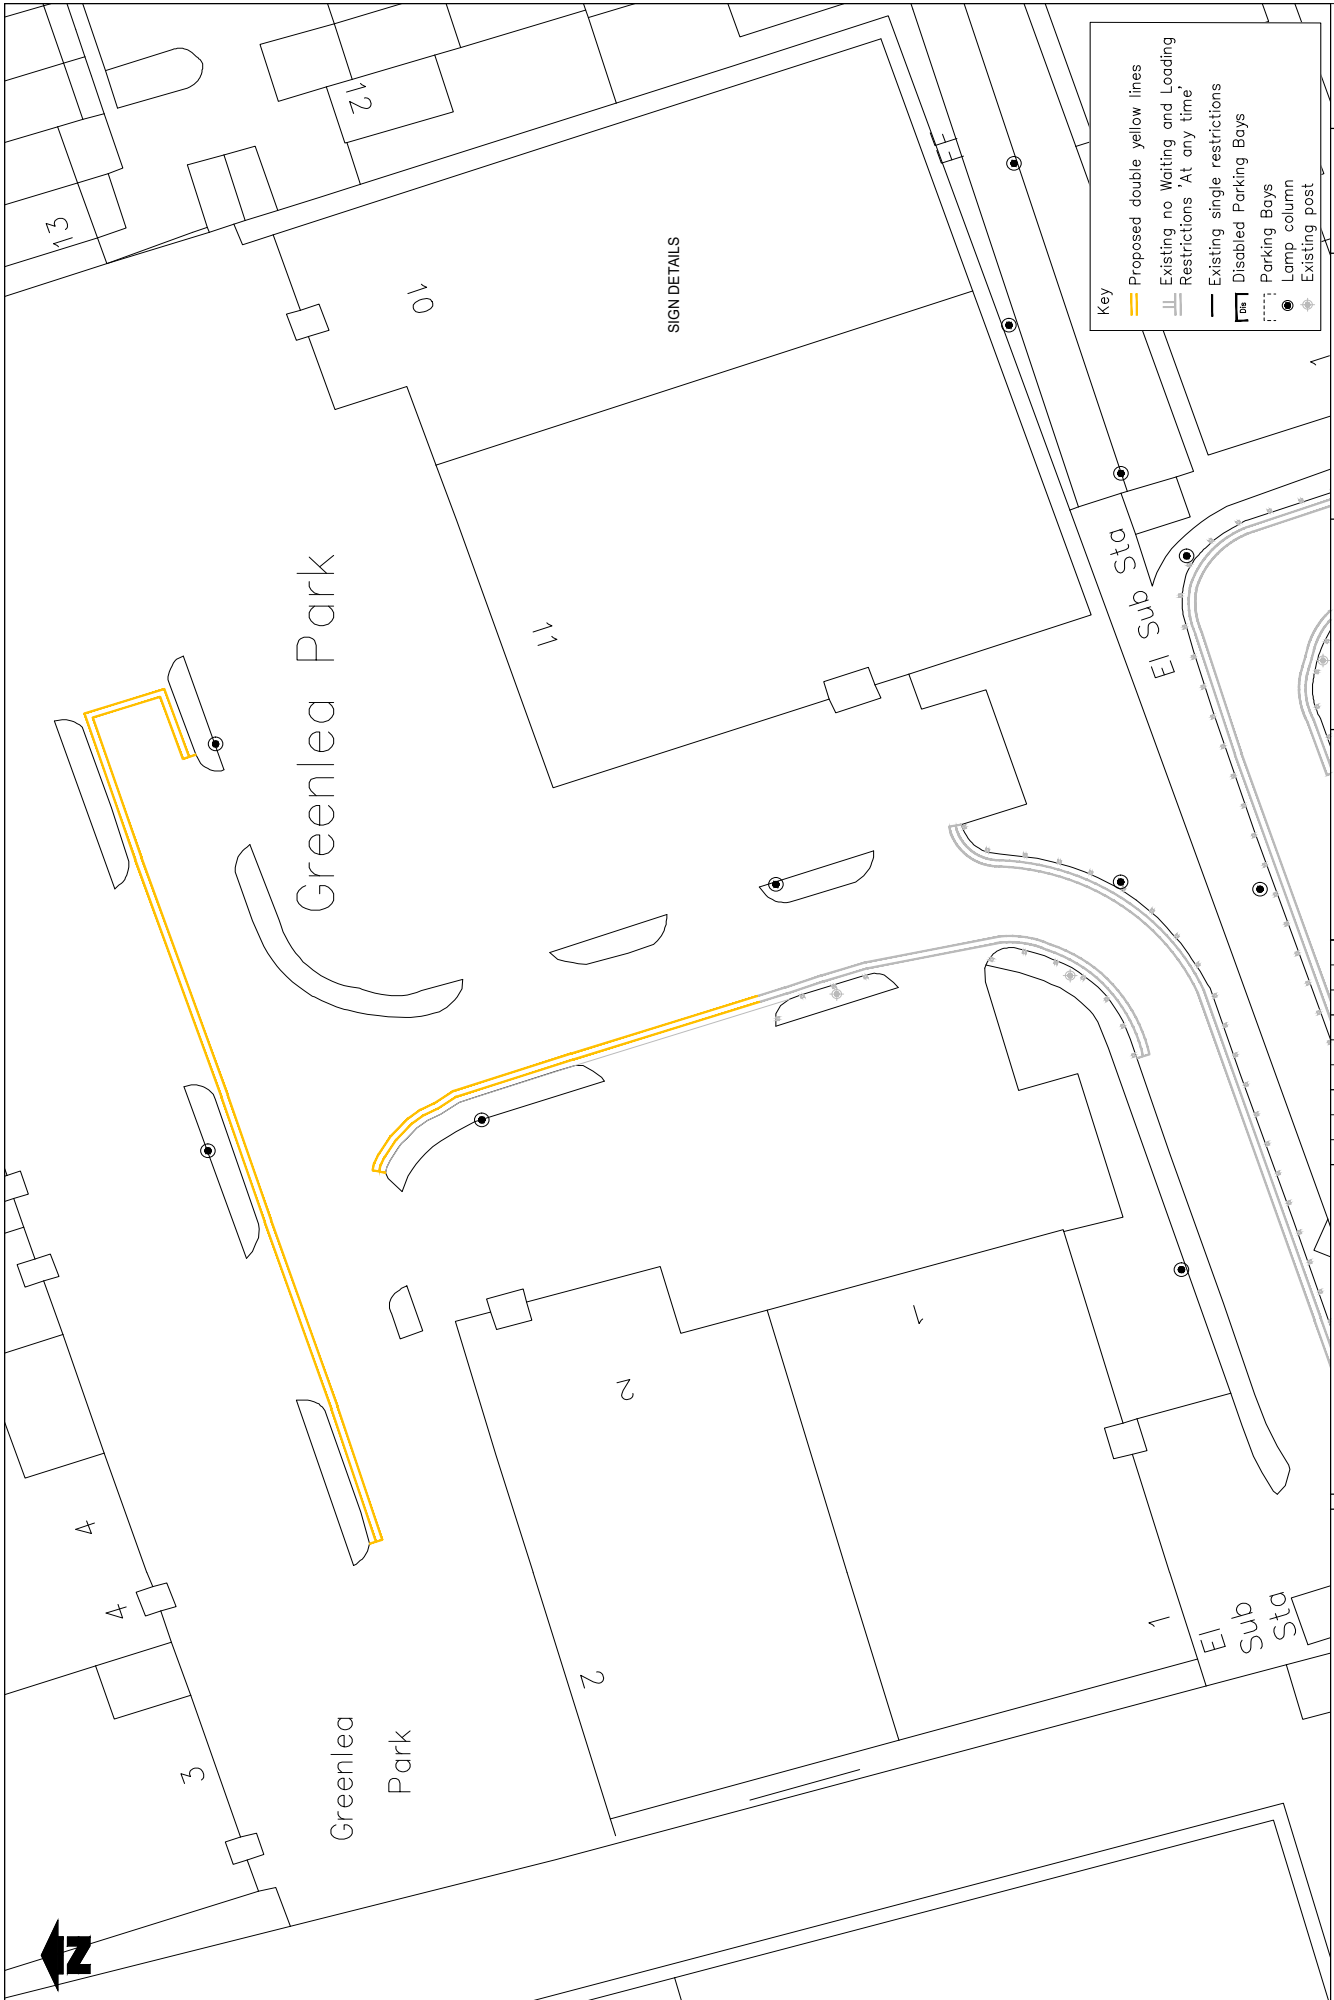 13
12
10
SIGN DETAILS
Greenlea Park
11
El Sub Sta
Key
Proposed double yellow lines
Existing no Waiting and Loading
Restrictions 'At any time'
Existing single restrictions
Dis
Disabled Parking Bays
Parking Bays
Lamp column
Existing post
1
4
4
3
2
2
1
1
Greenlea
Park
El
Sub
Sta
N